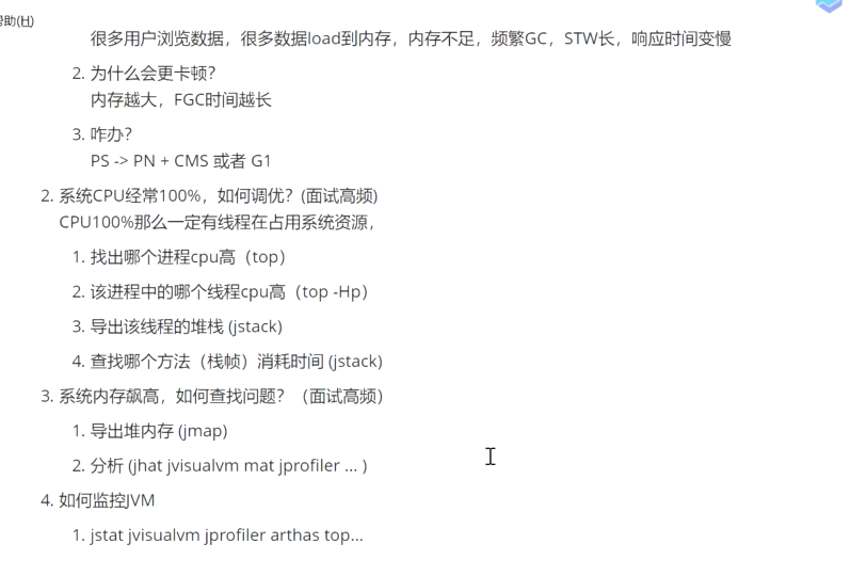 助(H)
很多用户浏览数据，很多数据load到内存，内存不足，频繁GC，STW长，响应时间变慢
2. 为什么会更卡顿？
内存越大，FGC时间越长
3. 咋办？
PS -> PN + CMS 或者 G1
2. 系统CPU经常100%，如何调优？(面试高频)
CPU100%那么一定有线程在占用系统资源，
1. 找出哪个进程cpu高（top）
2. 该进程中的哪个线程cpu高（top -Hp）
3. 导出该线程的堆栈 (jstack)
4. 查找哪个方法（栈帧）消耗时间 (jstack)
3. 系统内存飙高，如何查找问题？（面试高频）
1. 导出堆内存 (jmap)
2. 分析 (jhat jvisualvm mat jprofiler ... )
4. 如何监控JVM
1. jstat jvisualvm jprofiler arthas top...